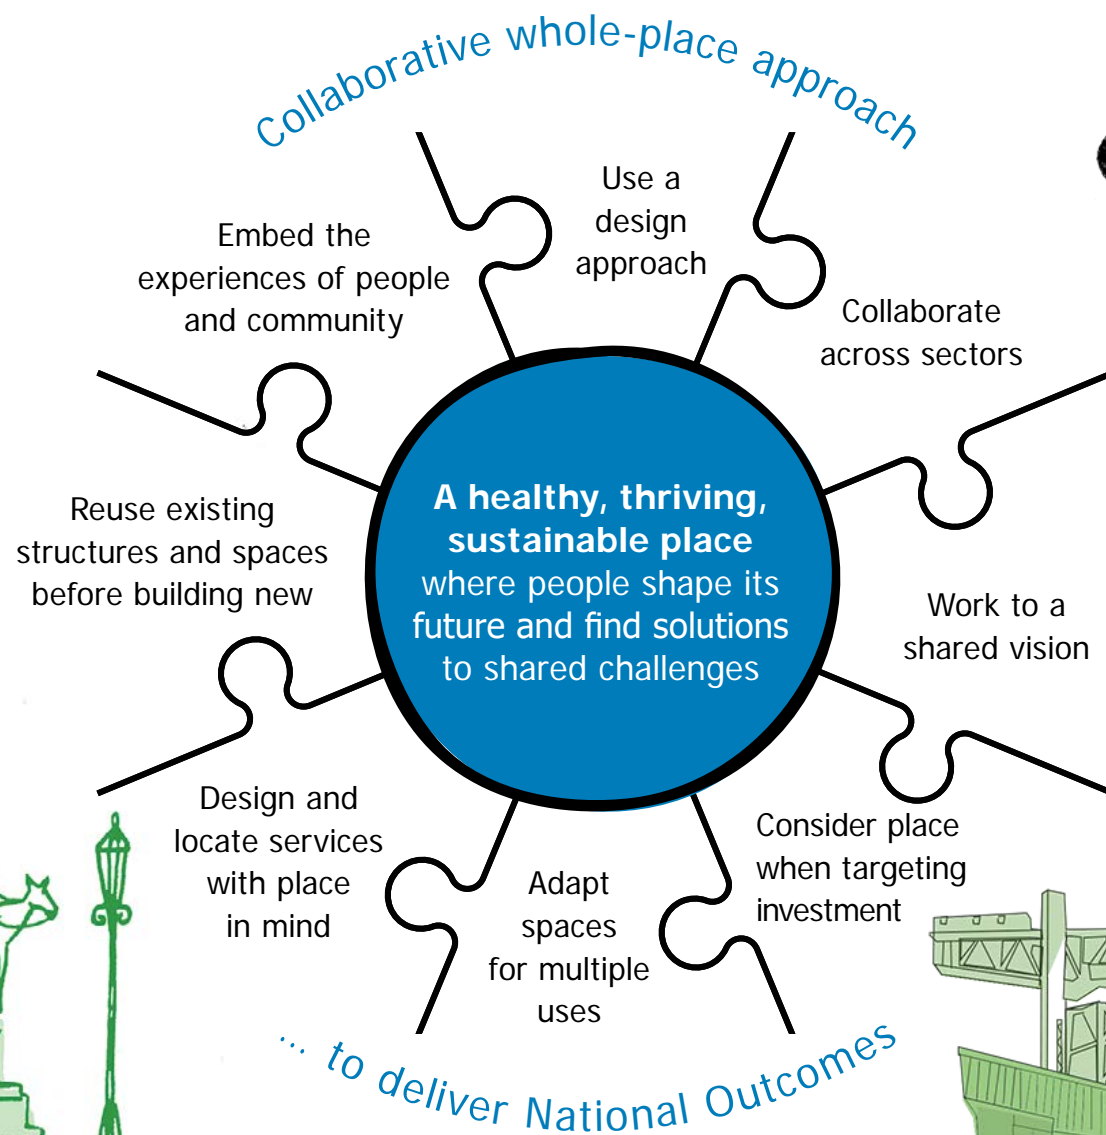 Collaborative whole-place approach
Use a
design
approach
Collaborate
across sectors
Work to a
shared vision
Consider place
when targeting
investment
Adapt
spaces
for multiple
uses
Design and
locate services
with place
in mind
Reuse existing
structures and spaces
before building new
Embed the
experiences of people
and community
A healthy, thriving,
sustainable place
where people shape its
future and find solutions
to shared challenges
... to deliver National Outcomes